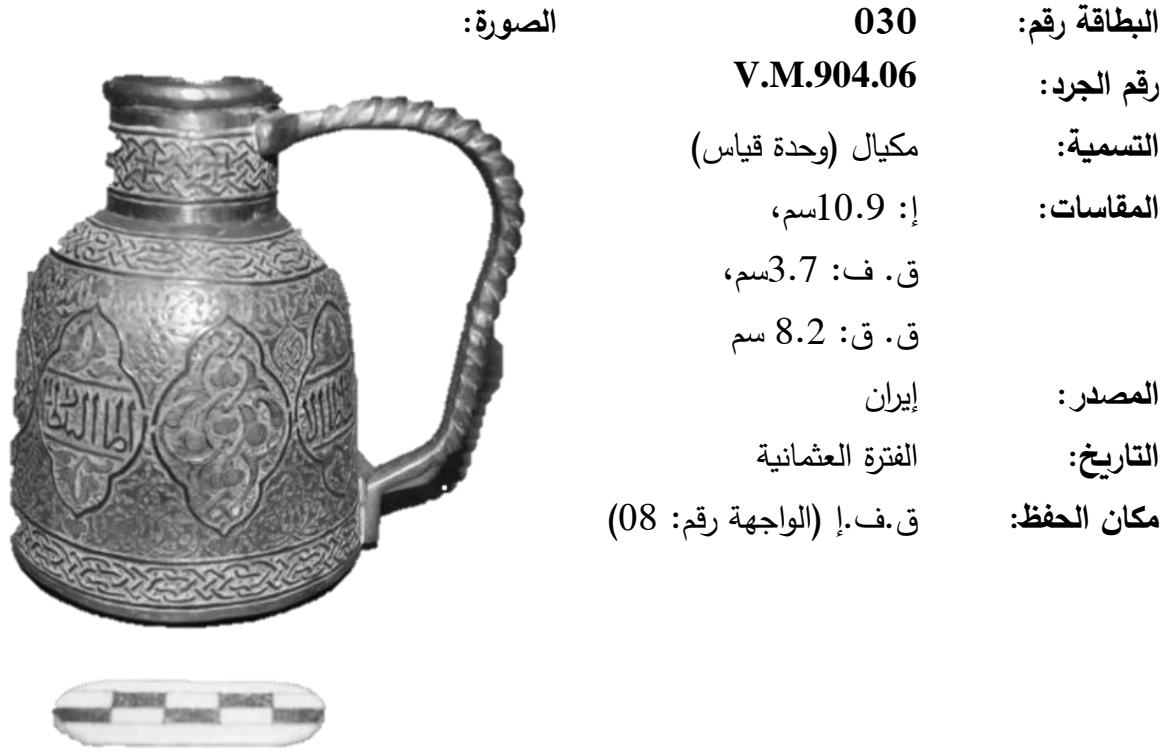 البطاقة رقم: 030 الصورة:
رقم الجرد: V.M.904.06
التسمية: مكيال (وحدة قياس)
المقاسات: إ: 10.9سم،
ق. ف: 3.7سم،
ق. ق: 8.2 سم
المصدر: إيران
التاريخ: الفترة العثمانية
مكان الحفظ: ق.ف.إ (الواجهة رقم: 08)